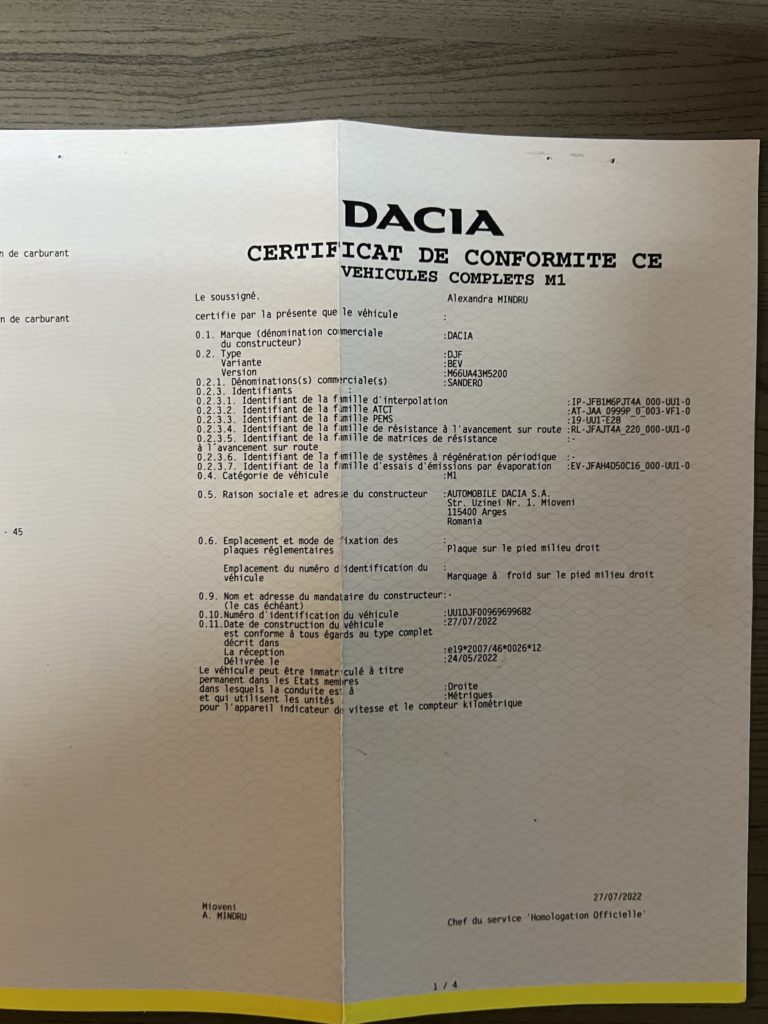 n de carburant
n de carburant
- 45
DACIA
CERTIFICAT DE CONFORMITE CE
VEHICULES COMPLETS M1
Le soussigné, Alexandra MINDRU
certifie par la présente que le véhicule :
0.1. Marque (dénomination commerciale :DACIA
du constructeur)
0.2. Type :DJF
Variante :BEV
Version :M66UA43M5200
0.2.1. Dénominations(s) commerciale(s) :SANDERO
0.2.3. Identifiants :
0.2.3.1. Identifiant de la famille d'interpolation :IP-JFB1M6PJT4A_000-UU1-0
0.2.3.2. Identifiant de la famille ATCT :AT-JAA_0999P_0_003-VF1-0
0.2.3.3. Identifiant de la famille PEMS :19-UU1-E28
0.2.3.4. Identifiant de la famille de résistance à l'avancement sur route :RL-JFAJT4A_220_000-UU1-0
0.2.3.5. Identifiant de la famille de matrices de résistance :-
à l'avancement sur route
0.2.3.6. Identifiant de la famille de systèmes à régénération périodique :-
0.2.3.7. Identifiant de la famille d'essais d'émissions par évaporation :EV-JFAH4D50C16_000-UU1-0
0.4. Catégorie de véhicule :M1
0.5. Raison sociale et adresse du constructeur :AUTOMOBILE DACIA S.A.
Str. Uzinei Nr. 1, Mioveni
115400 Arges
Romania
0.6. Emplacement et mode de fixation des :
plaques réglementaires Plaque sur le pied milieu droit
Emplacement du numéro d'identification du :
véhicule Marquage à froid sur le pied milieu droit
0.9. Nom et adresse du mandataire du constructeur:-
(le cas échéant)
0.10.Numéro d'identification du véhicule :UU1DJF00969699682
0.11.Date de construction du véhicule :27/07/2022
est conforme à tous égards au type complet
décrit dans
La réception :e19*2007/46*0026*12
Délivrée le :24/05/2022
Le véhicule peut être immatriculé à titre
permanent dans les Etats membres
dans lesquels la conduite est à :Droite
et qui utilisent les unités :Métriques
pour l'appareil indicateur de vitesse et le compteur kilométrique
Mioveni 27/07/2022
A. MINDRU Chef du service 'Homologation Officielle'
1 / 4